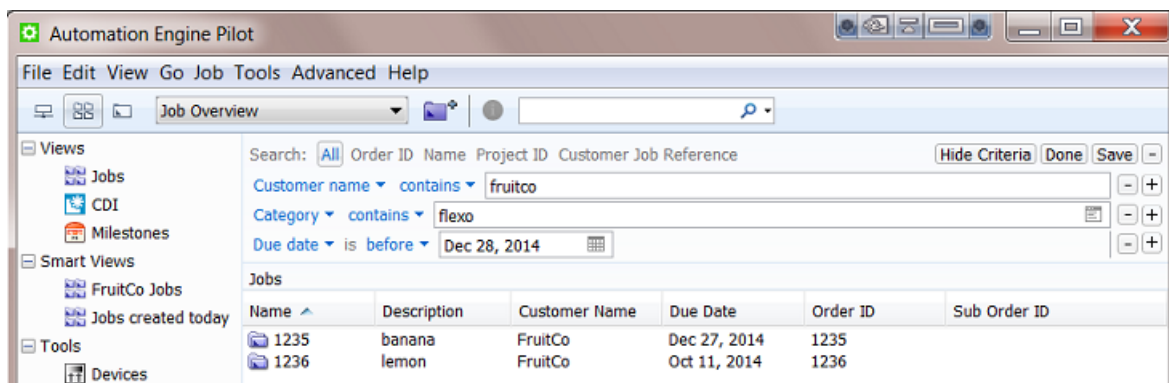 Automation Engine Pilot
File Edit View Go Job Tools Advanced Help
Job Overview
Views
Jobs
CDI
Milestones
Smart Views
FruitCo Jobs
Jobs created today
Tools
Devices
Search: All Order ID Name Project ID Customer Job Reference Hide Criteria Done Save
Customer name contains fruitco
Category contains flexo
Due date is before Dec 28, 2014
Jobs
Name Description Customer Name Due Date Order ID Sub Order ID
1235 banana FruitCo Dec 27, 2014 1235
1236 lemon FruitCo Oct 11, 2014 1236